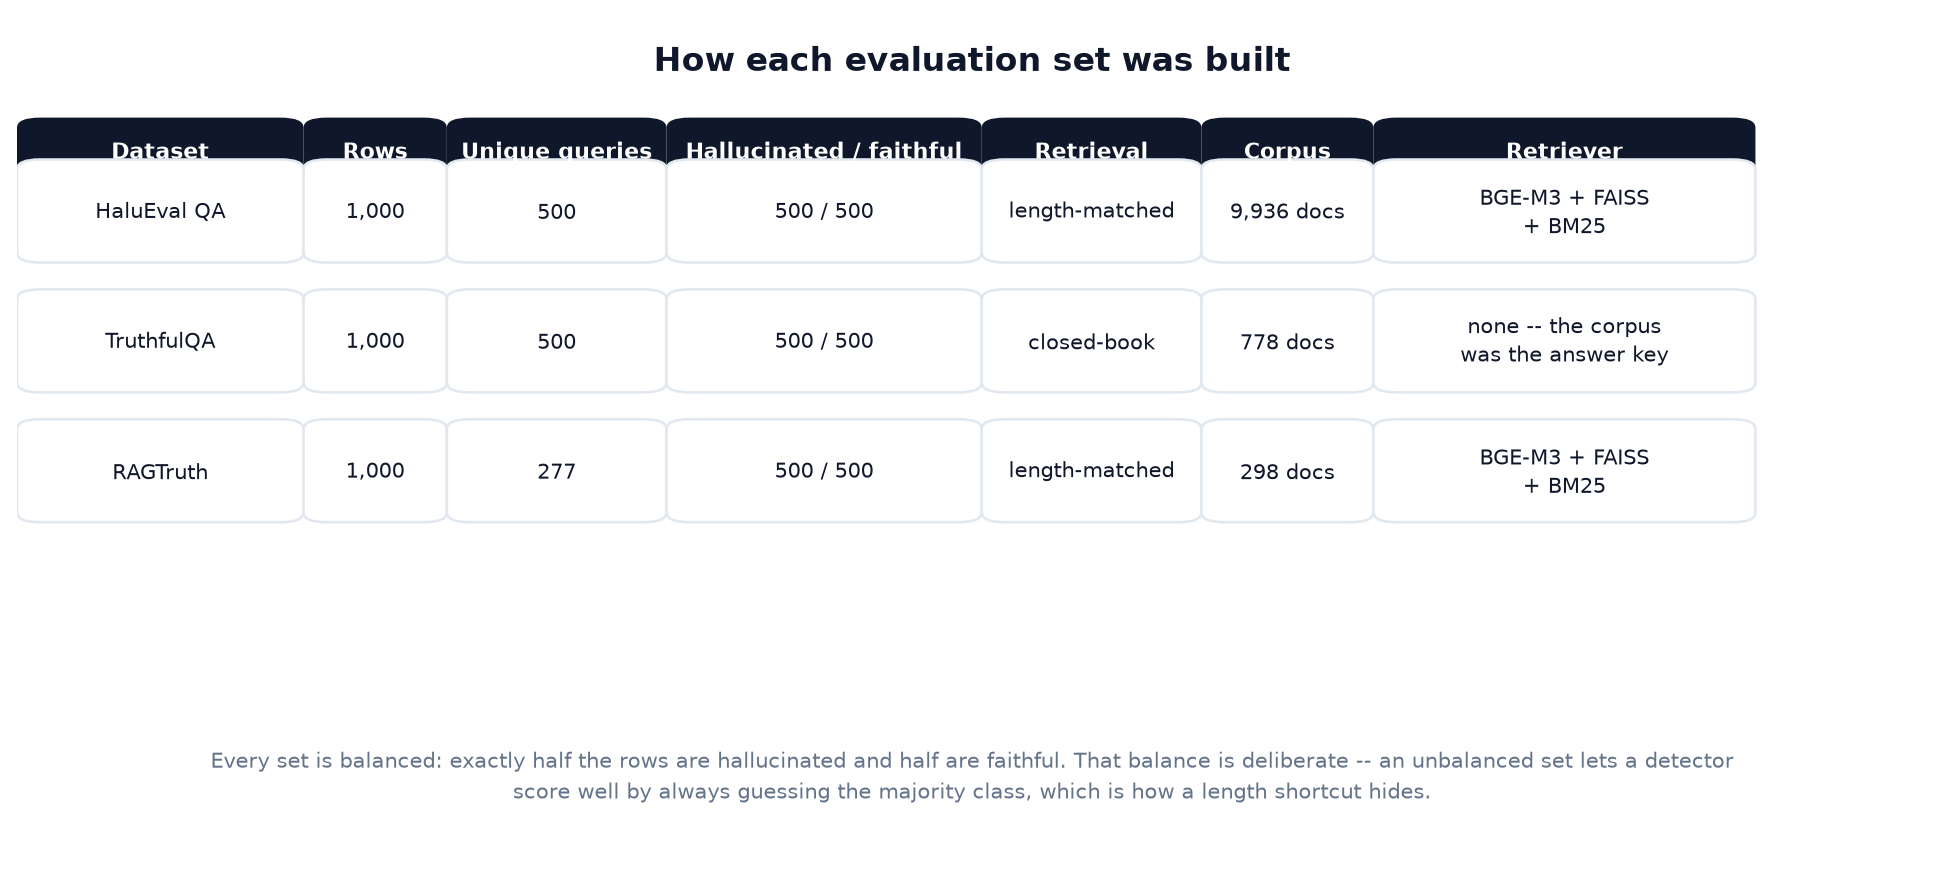 How each evaluation set was built
Dataset Rows Unique queries Hallucinated / faithful Retrieval Corpus Retriever
HaluEval QA 1,000 500 500 / 500 length-matched 9,936 docs BGE-M3 + FAISS
+ BM25
TruthfulQA 1,000 500 500 / 500 closed-book 778 docs none -- the corpus
was the answer key
RAGTruth 1,000 277 500 / 500 length-matched 298 docs BGE-M3 + FAISS
+ BM25
Every set is balanced: exactly half the rows are hallucinated and half are faithful. That balance is deliberate -- an unbalanced set lets a detector
score well by always guessing the majority class, which is how a length shortcut hides.